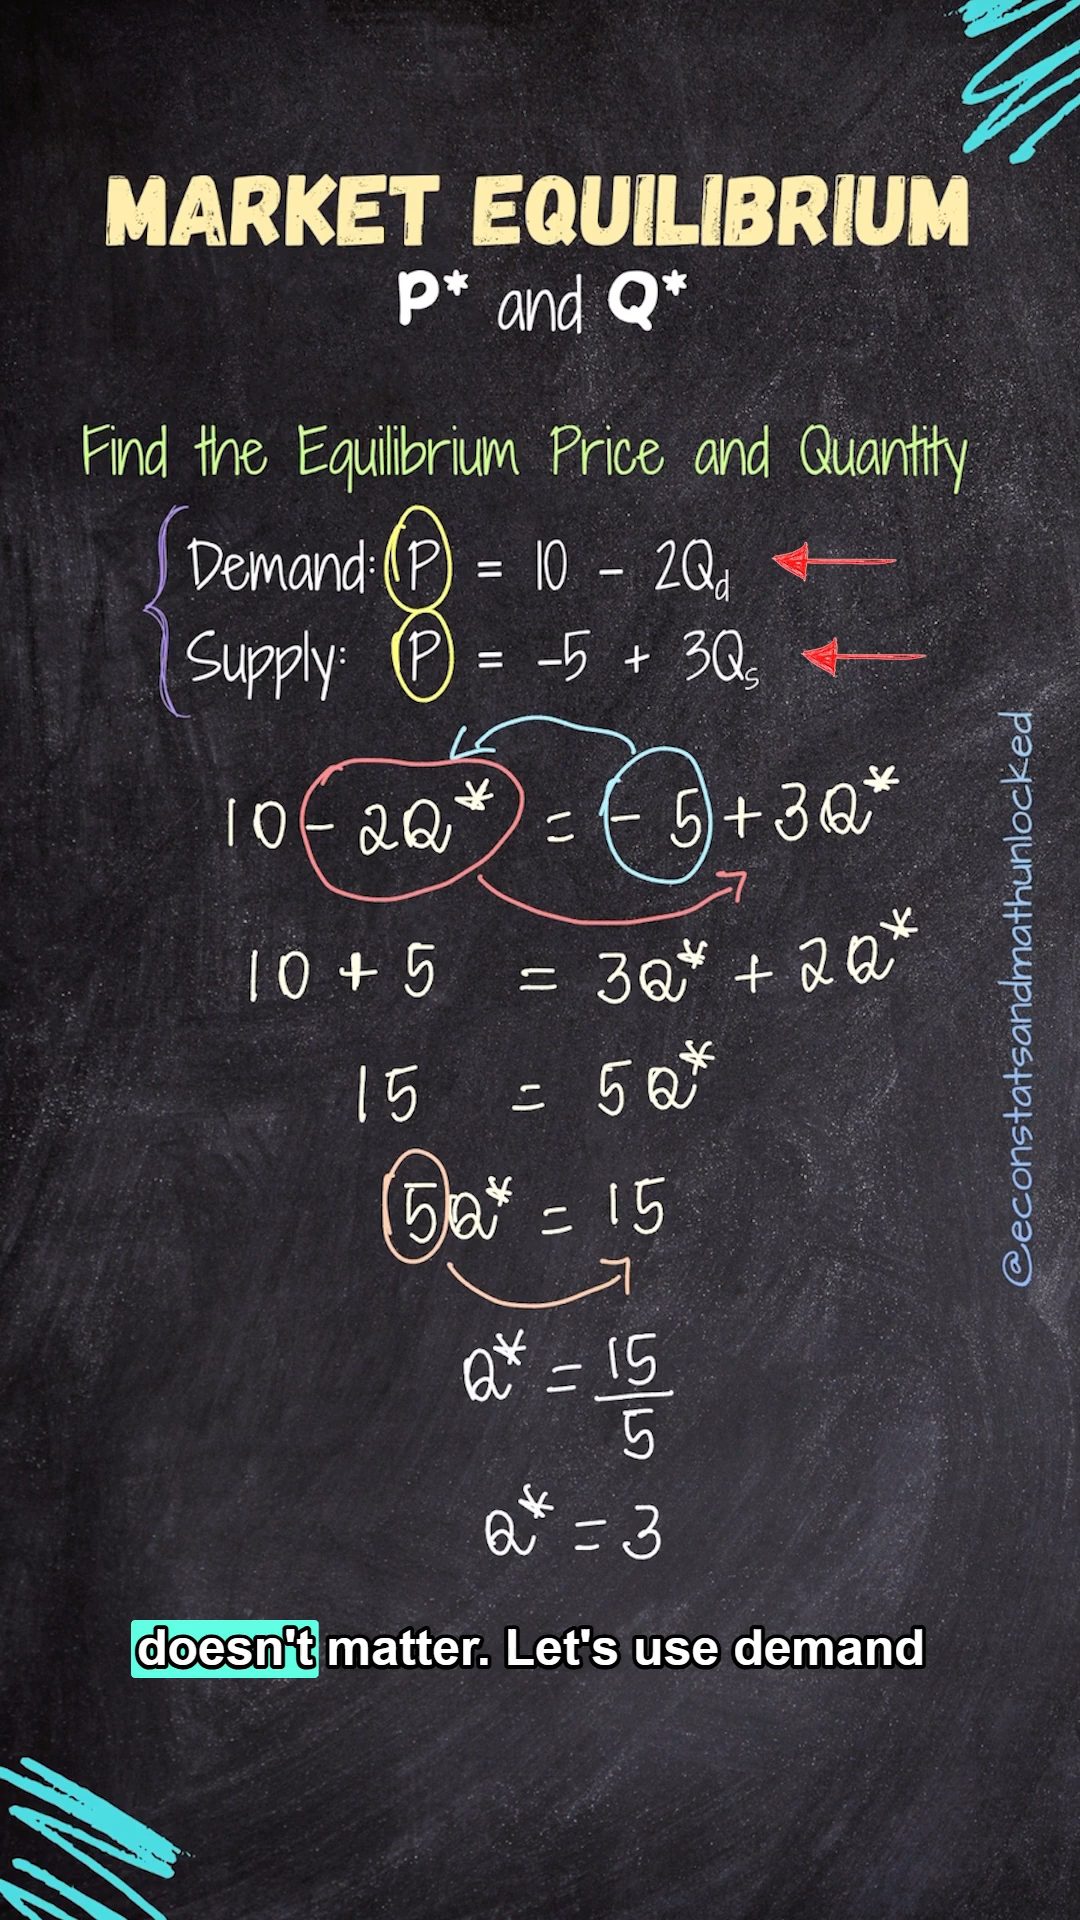 MARKET EQUILIBRIUM
P* and Q*
Find the Equilibrium Price and Quantity
Demand: P = 10 - 2Qd
Supply: P = -5 + 3Qs
10 - 2Q* = - 5 + 3Q*
10 + 5 = 3Q* + 2Q*
15 = 5Q*
5Q* = 15
Q* = 15/5
Q* = 3
doesn't matter. Let's use demand
@econstatsandmathunlocked